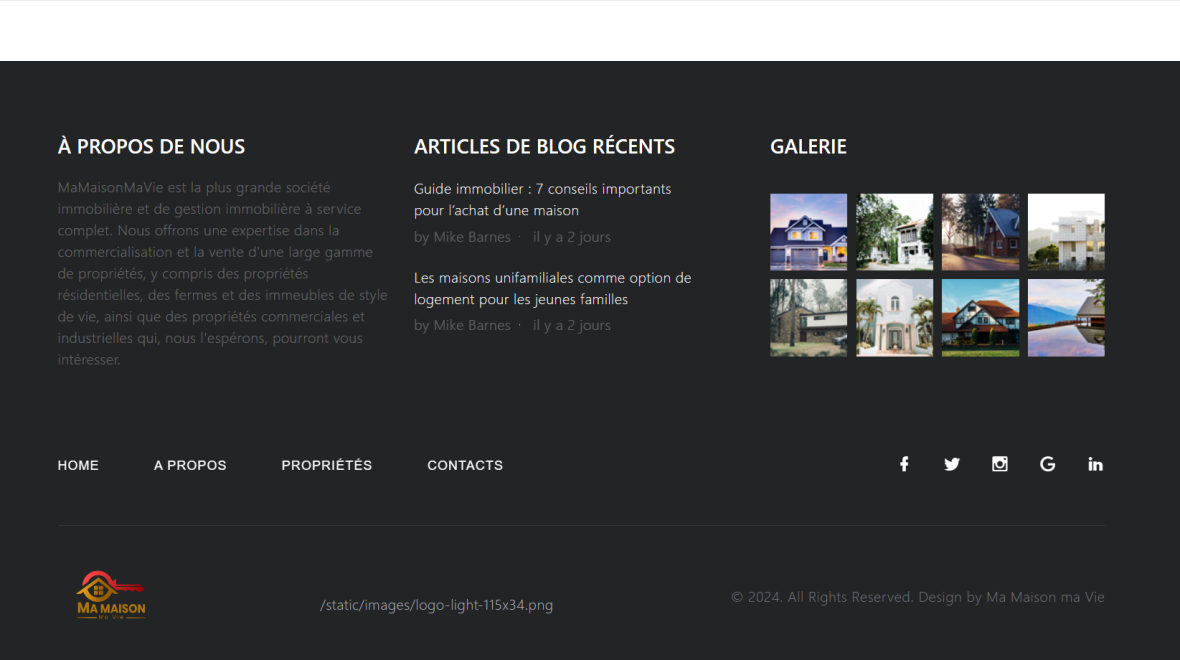 À PROPOS DE NOUS
MaMaisonMaVie est la plus grande société
immobilière et de gestion immobilière à service
complet. Nous offrons une expertise dans la
commercialisation et la vente d'une large gamme
de propriétés, y compris des propriétés
résidentielles, des fermes et des immeubles de style
de vie, ainsi que des propriétés commerciales et
industrielles qui, nous l'espérons, pourront vous
intéresser.
ARTICLES DE BLOG RÉCENTS
Guide immobilier : 7 conseils importants
pour l'achat d'une maison
by Mike Barnes · il y a 2 jours
Les maisons unifamiliales comme option de
logement pour les jeunes familles
by Mike Barnes · il y a 2 jours
GALERIE
HOME A PROPOS PROPRIÉTÉS CONTACTS
MA MAISON
Ma Vie
/static/images/logo-light-115x34.png
© 2024. All Rights Reserved. Design by Ma Maison ma Vie